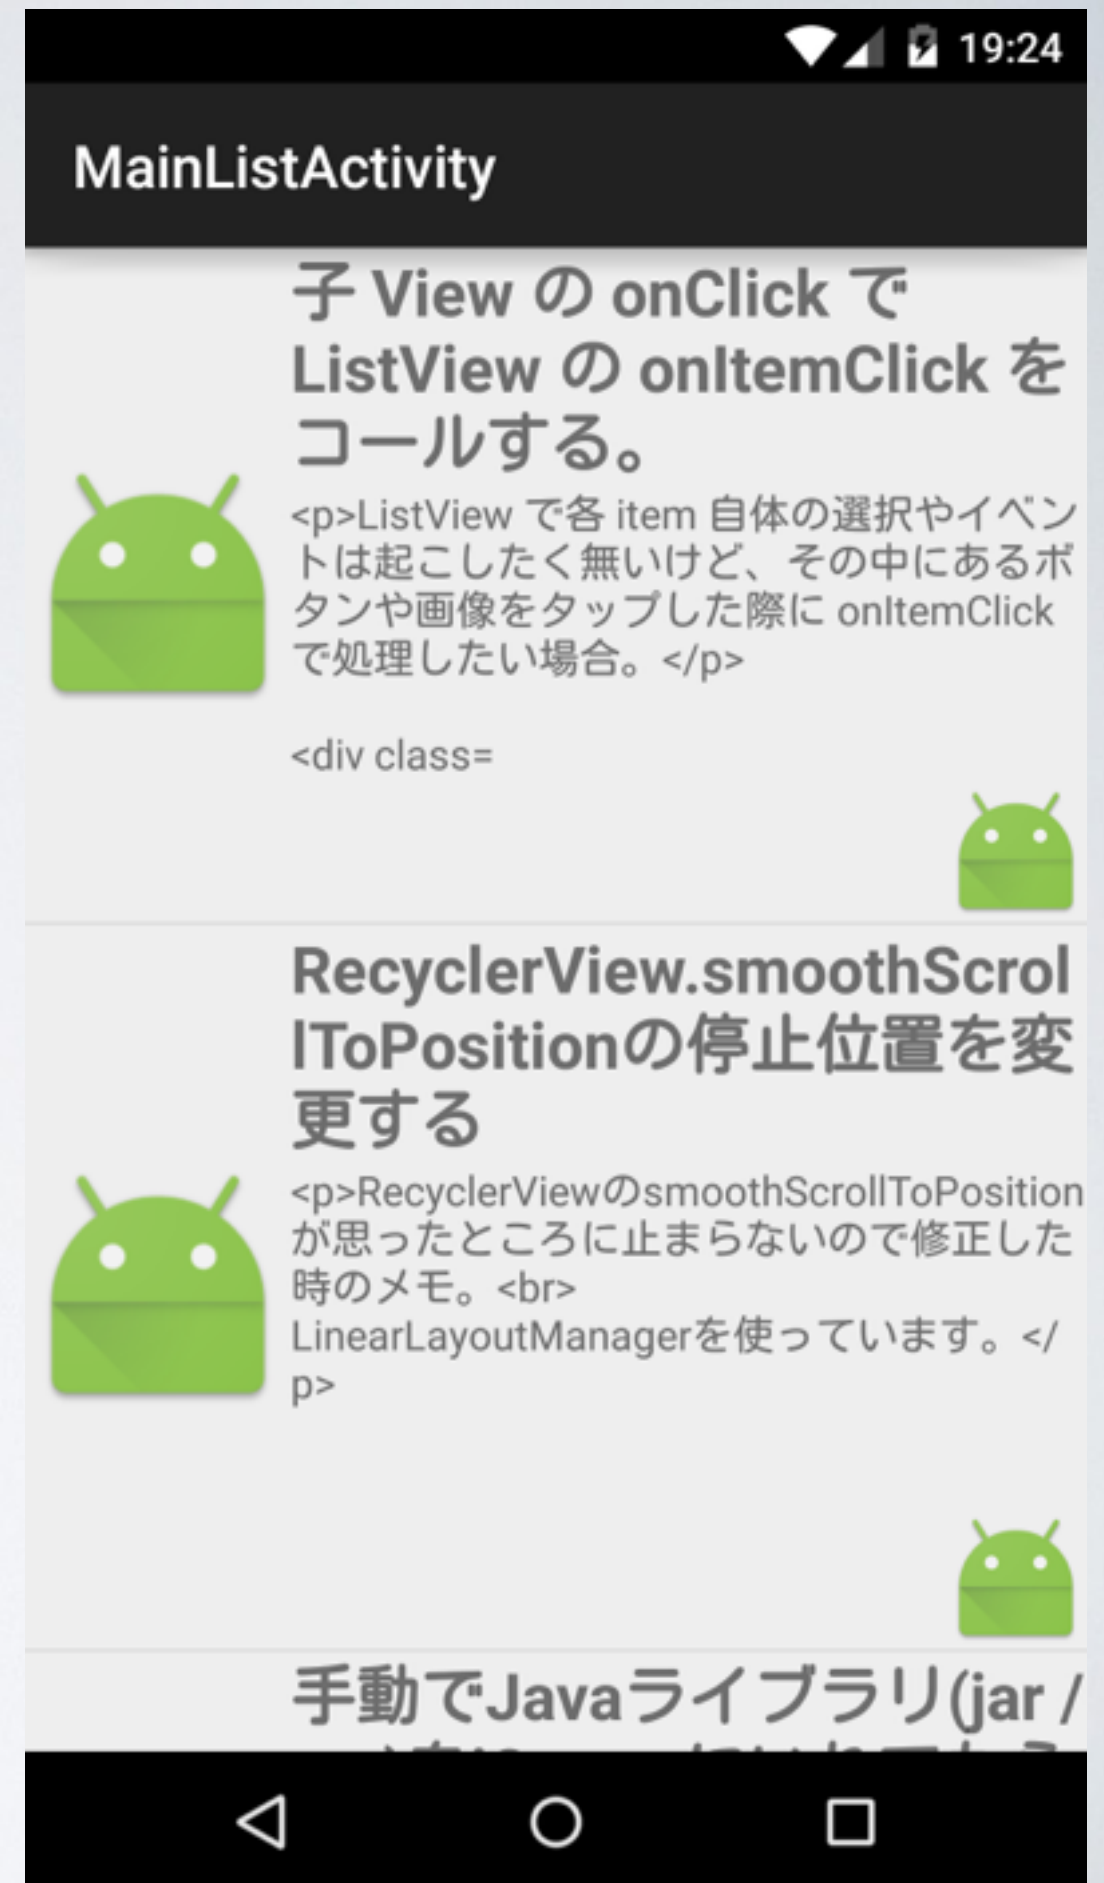 19:24
MainListActivity
子 View の onClick で
ListView の onItemClick を
コールする。
<p>ListView で各 item 自体の選択やイベン
トは起こしたく無いけど、その中にあるボ
タンや画像をタップした際に onItemClick
で処理したい場合。</p>
<div class=
RecyclerView.smoothScrol
lToPositionの停止位置を変
更する
<p>RecyclerViewのsmoothScrollToPosition
が思ったところに止まらないので修正した
時のメモ。<br>
LinearLayoutManagerを使っています。</
p>
手動でJavaライブラリ(jar /